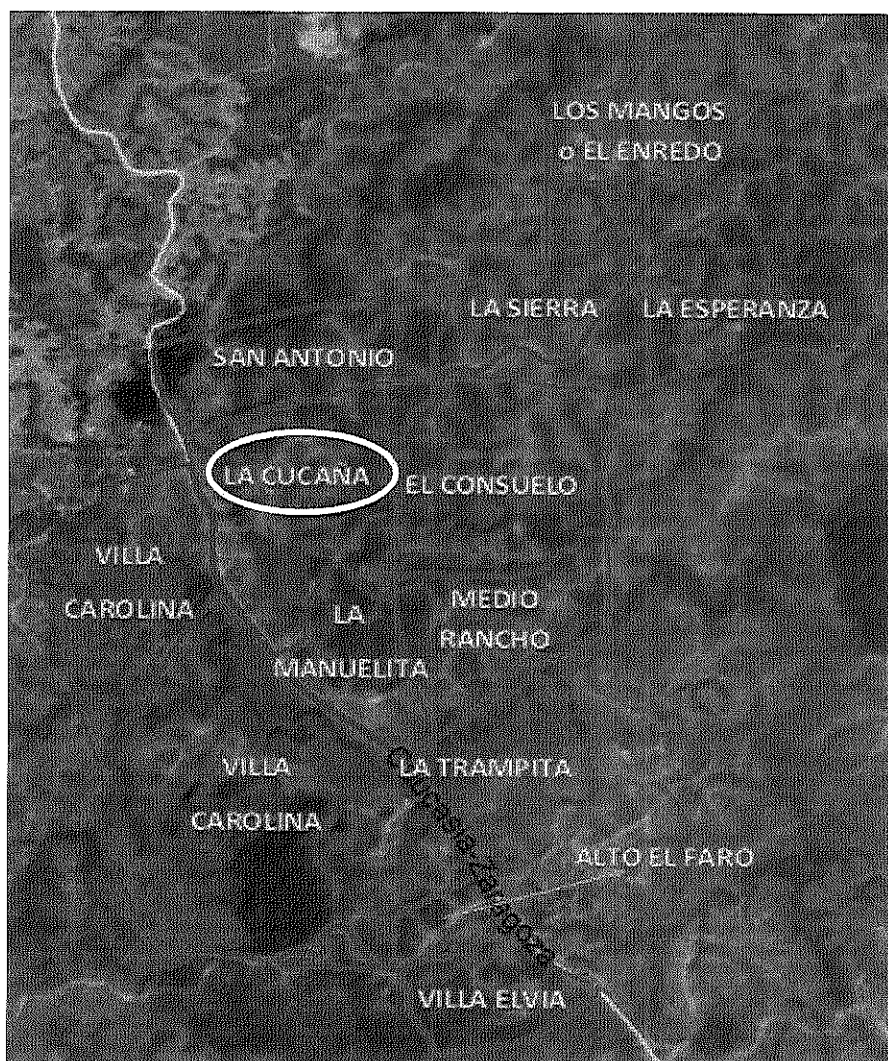 LOS MANGOS
o EL ENREDO
LA SIERRA
LA ESPERANZA
SAN ANTONIO
LA CUCAÑA
EL CONSUELO
VILLA
CAROLINA
LA
MANUELITA
MEDIO
RANCHO
VILLA
CAROLINA
LA TRAMPITA
Caucasia-Zaragoza
ALTO EL FARO
VILLA ELVIA